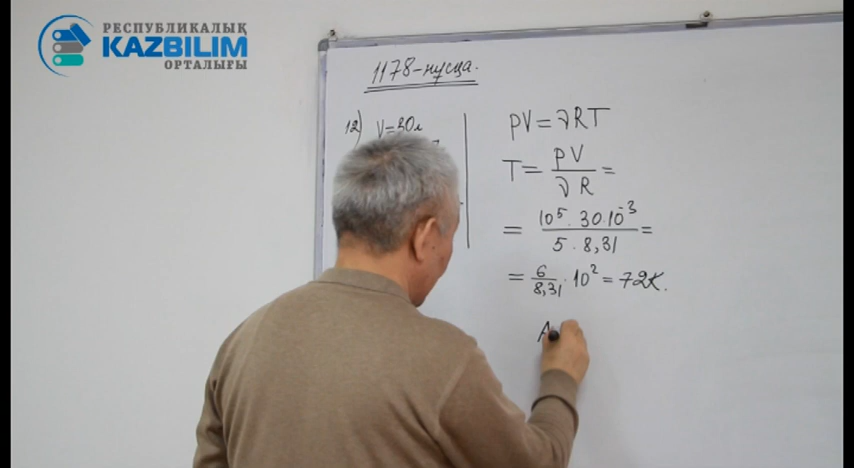 РЕСПУБЛИКАЛЫҚ
KAZBILIM
ОРТАЛЫҒЫ
1178-нұсқа.
12) V=30л
pV = νRT
T = pV / νR =
= 10⁵ · 30 · 10⁻³ / 5 · 8,31 =
= 6 / 8,31 · 10² = 72K.